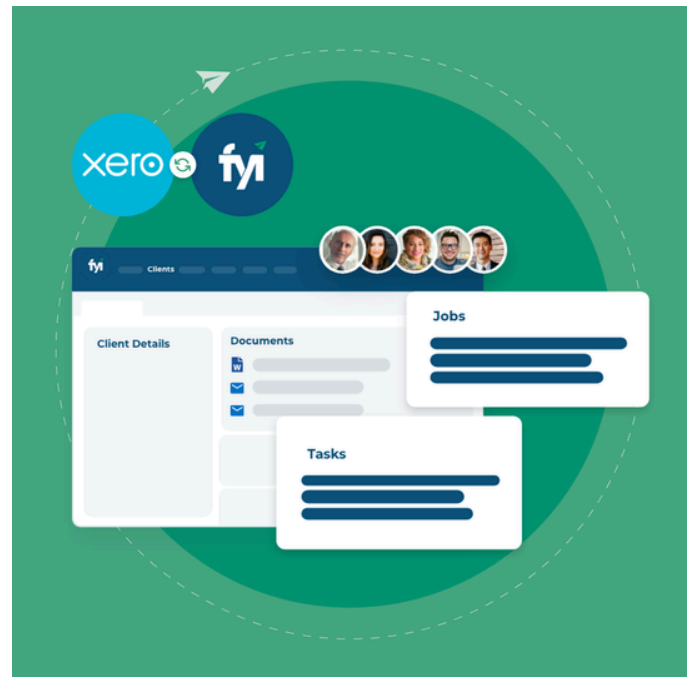 xero
fyi
fyi
Clients
Client Details
Documents
W
Jobs
Tasks